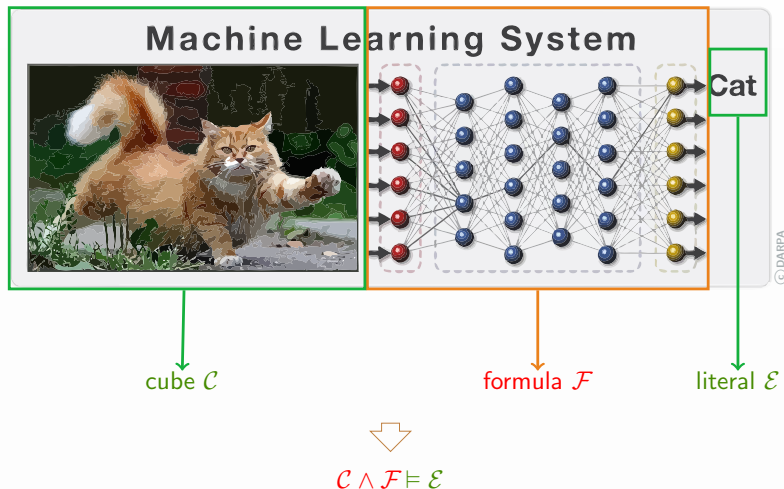 Machine Learning System
Cat
©DARPA
cube 𝒞
formula ℱ
literal ℰ
𝒞 ∧ ℱ ⊨ ℰ